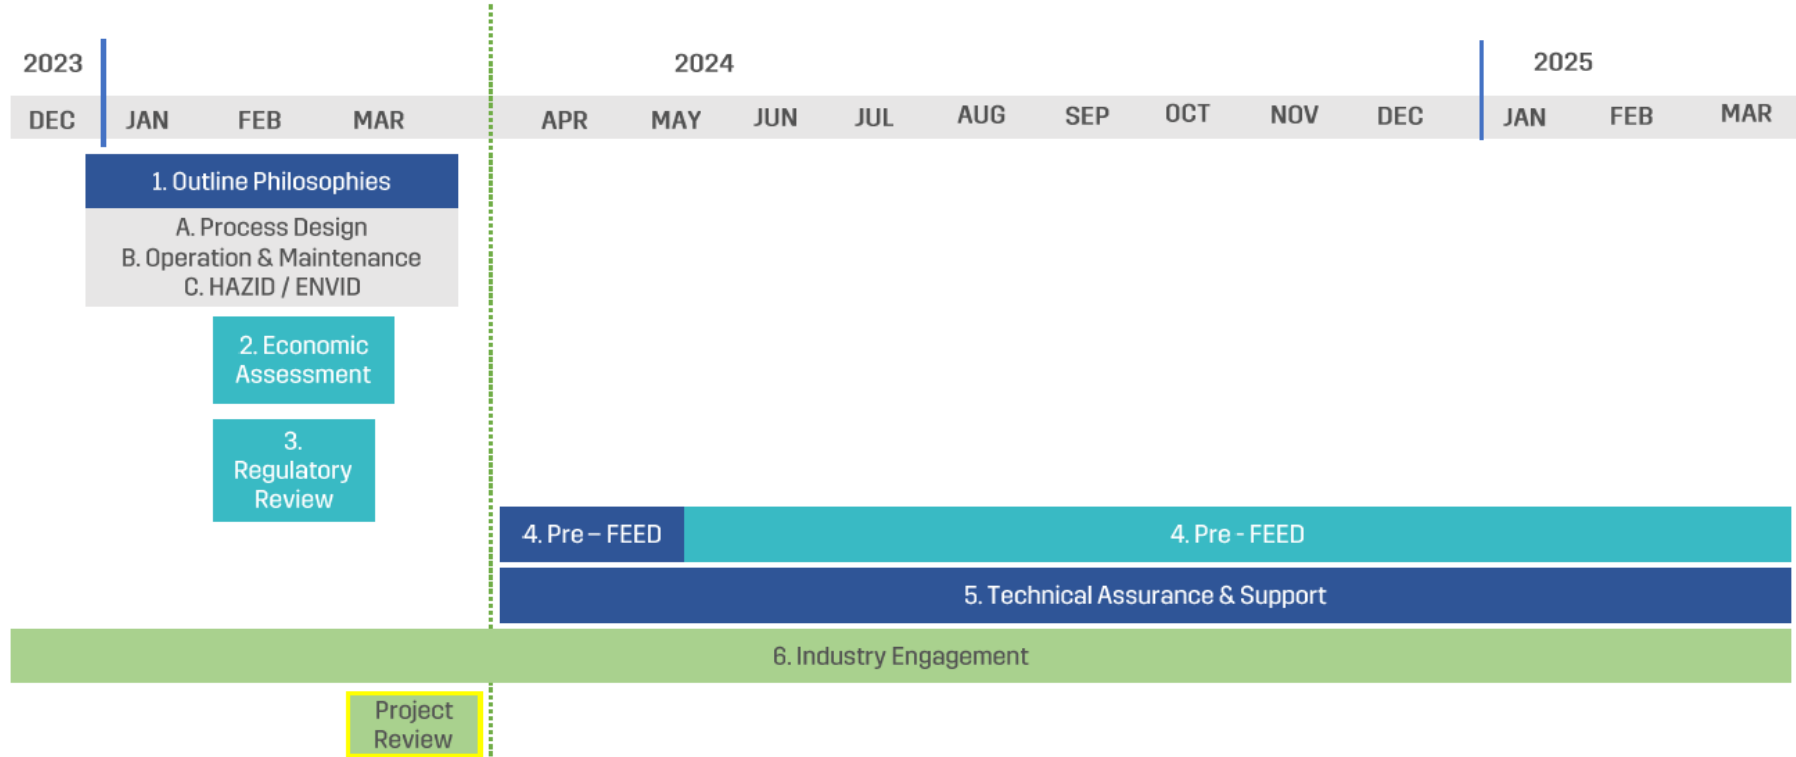 2023
2024
2025
DEC
JAN
FEB
MAR
APR
MAY
JUN
JUL
AUG
SEP
OCT
NOV
DEC
JAN
FEB
MAR
1. Outline Philosophies
A. Process Design
B. Operation & Maintenance
C. HAZID / ENVID
2. Economic
Assessment
3.
Regulatory
Review
4. Pre – FEED
4. Pre - FEED
5. Technical Assurance & Support
6. Industry Engagement
Project
Review